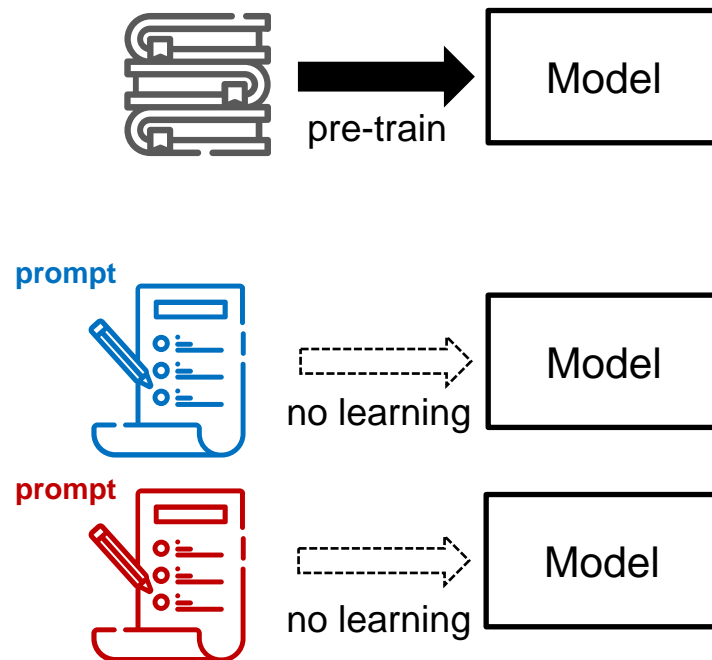 Model
pre-train
prompt
Model
no learning
prompt
Model
no learning